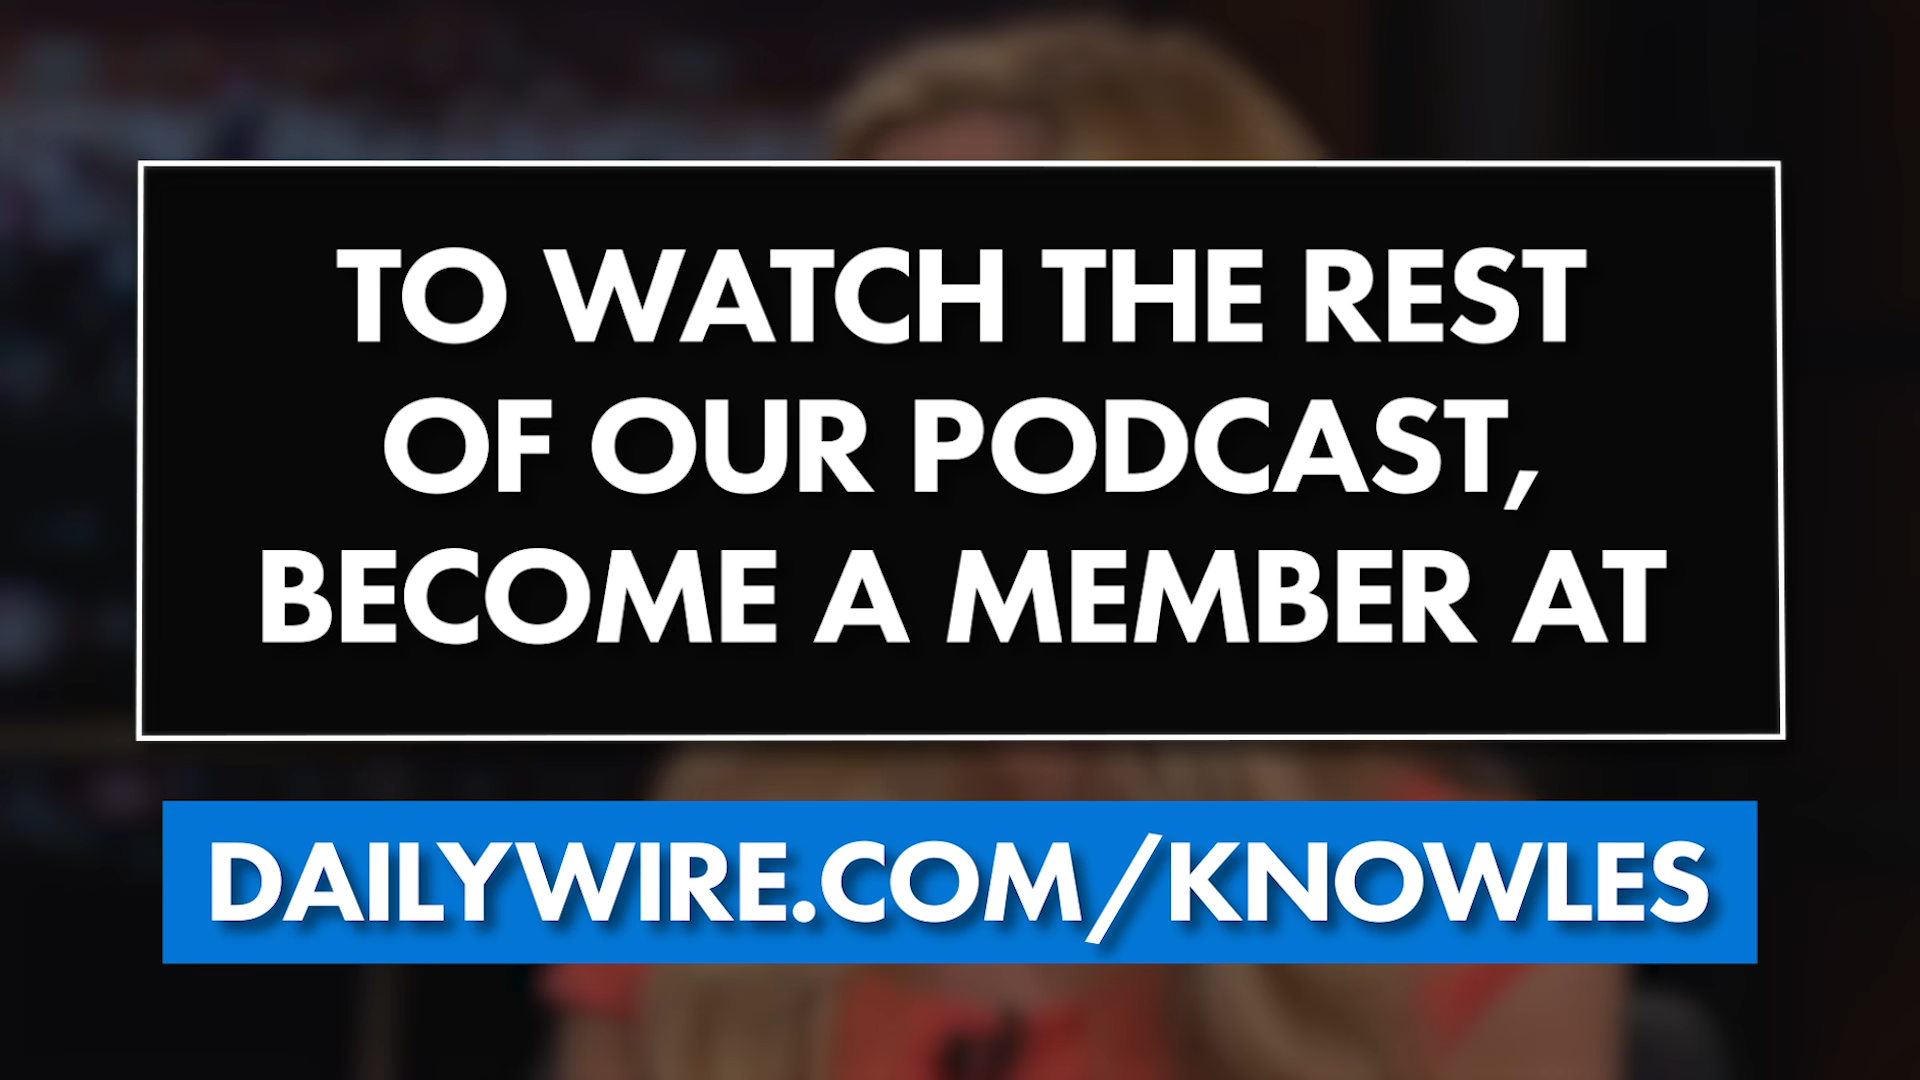 TO WATCH THE REST
OF OUR PODCAST,
BECOME A MEMBER AT
DAILYWIRE.COM/KNOWLES